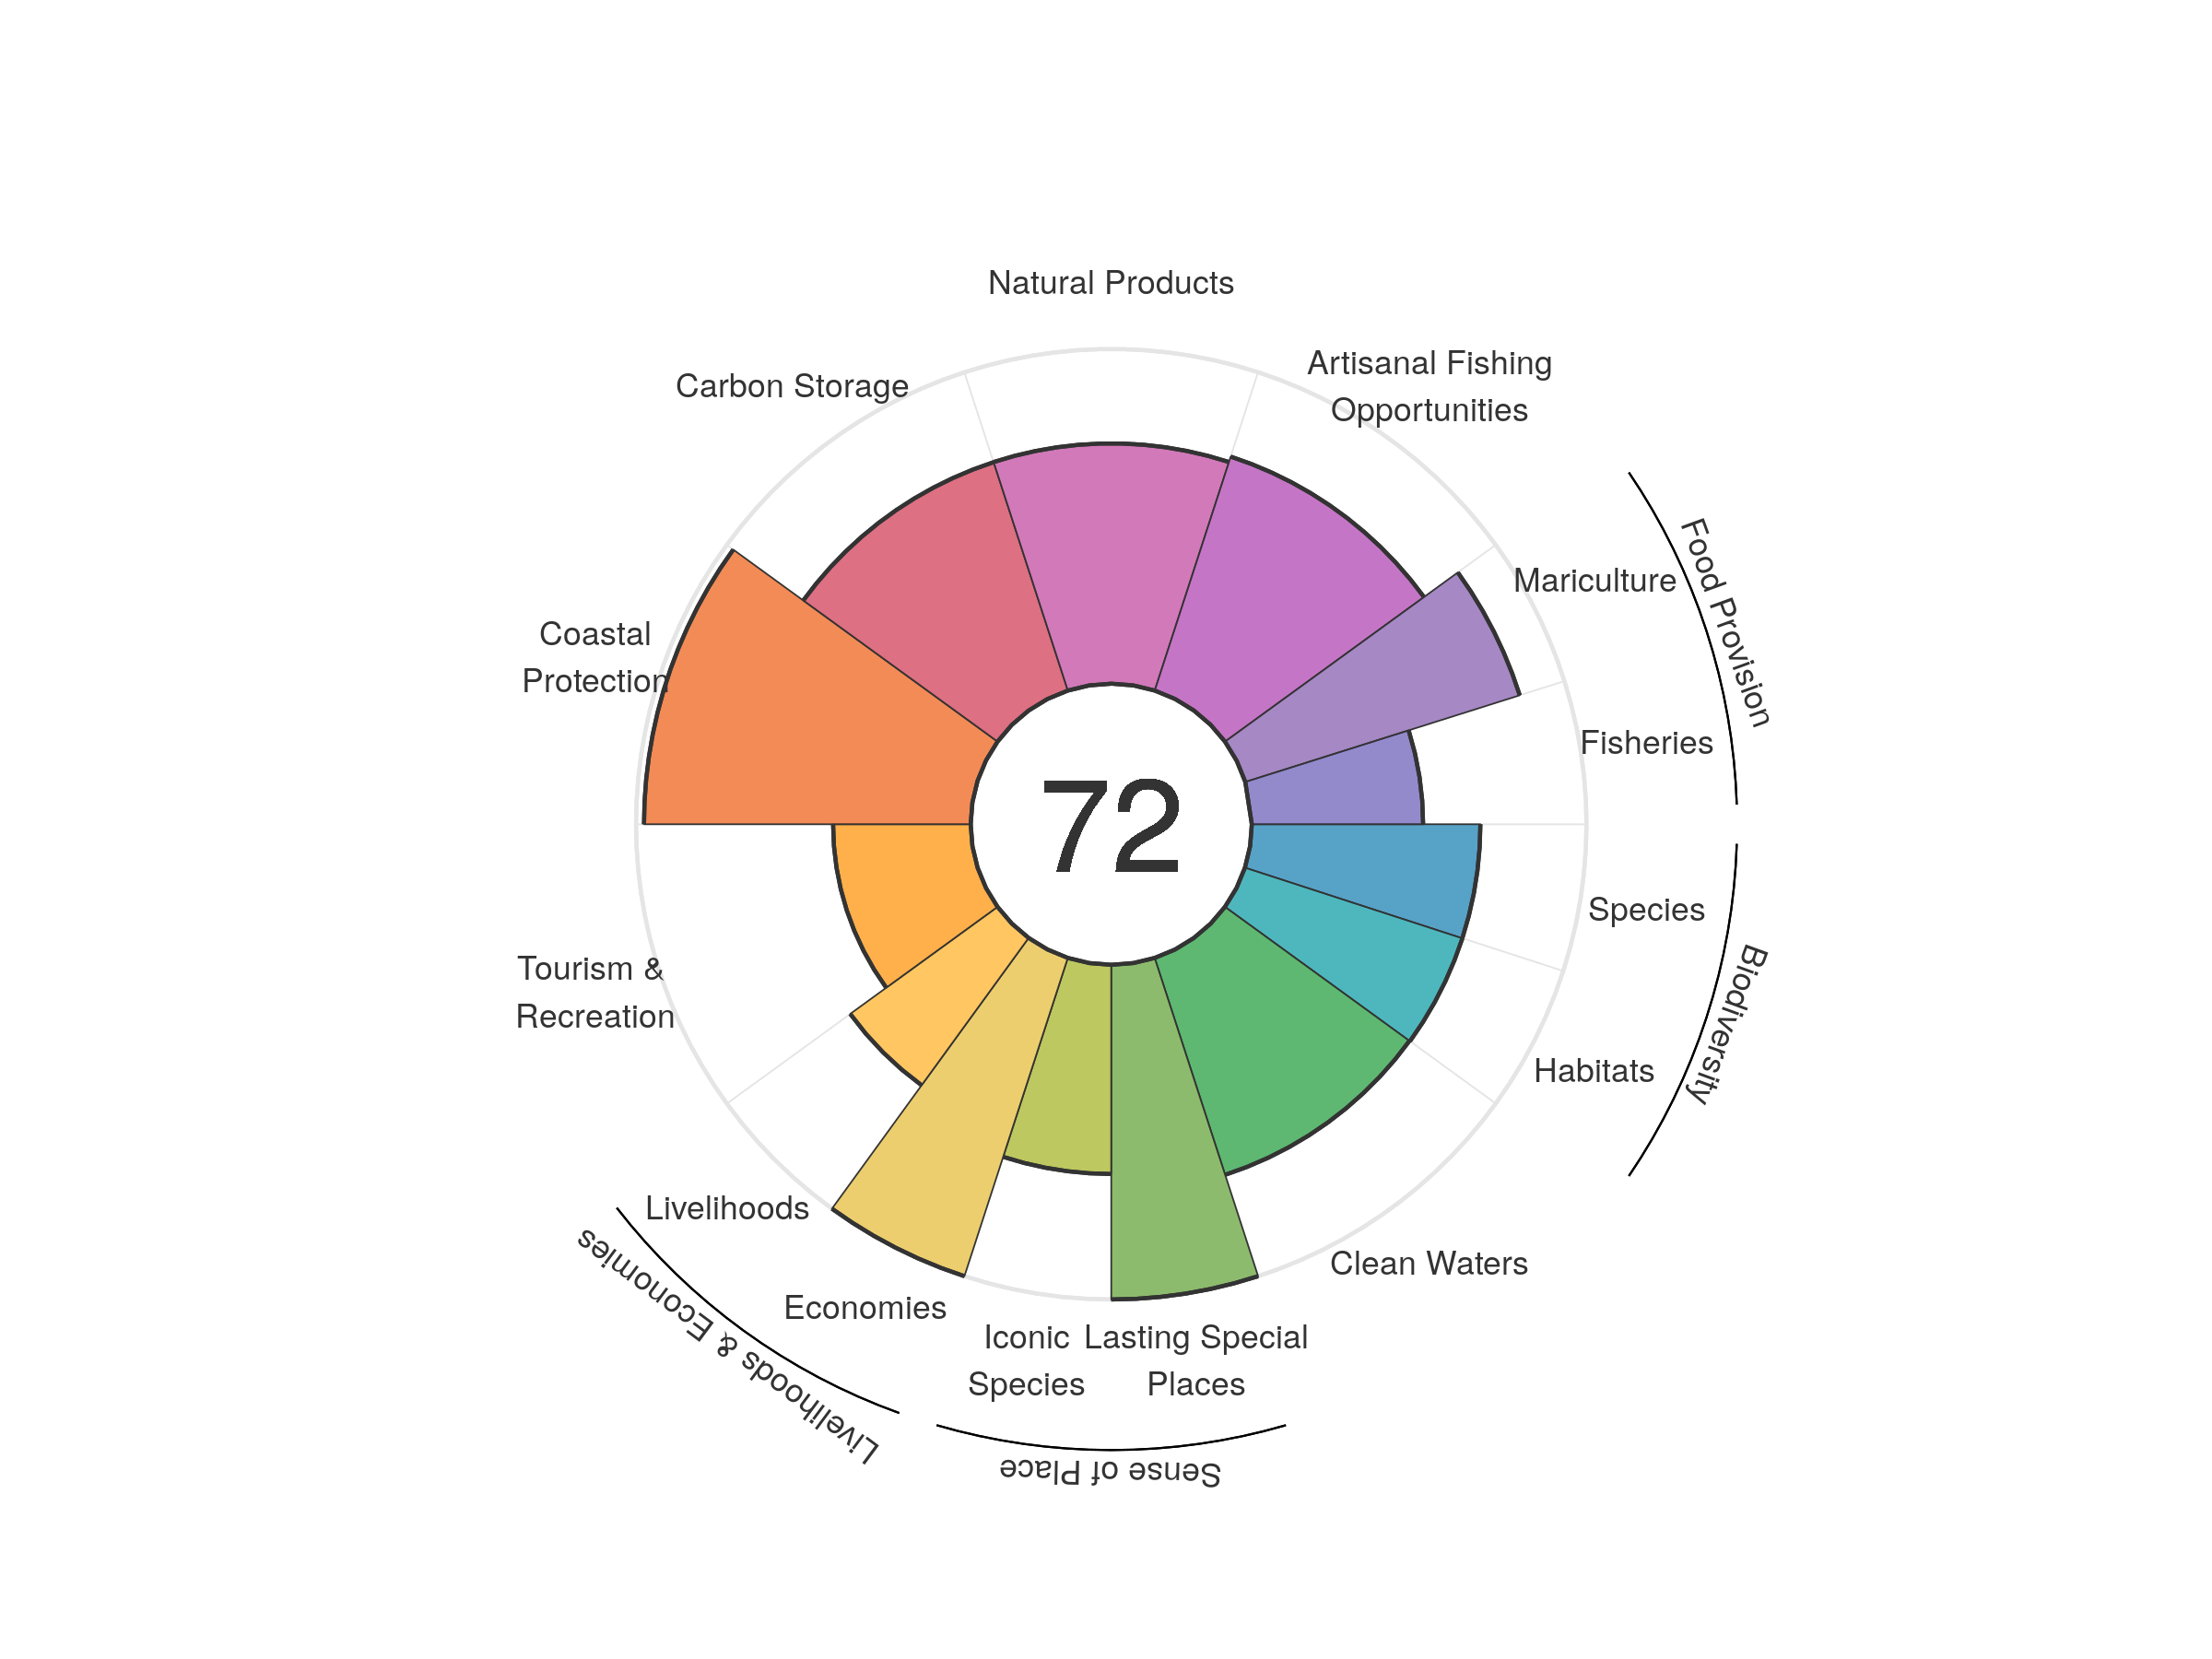 Natural Products
Carbon Storage
Artisanal Fishing
Opportunities
Mariculture
Food Provision
Coastal
Protection
Fisheries
72
Species
Biodiversity
Tourism &
Recreation
Habitats
Livelihoods
Livelihoods & Economies
Clean Waters
Economies
Iconic
Species
Lasting Special
Places
Sense of Place